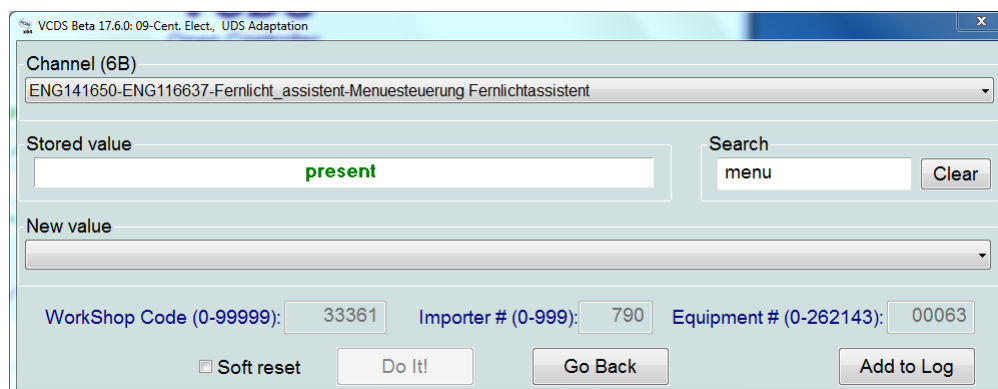 VCDS Beta 17.6.0: 09-Cent. Elect., UDS Adaptation
Channel (6B)
ENG141650-ENG116637-Fernlicht_assistent-Menuesteuerung Fernlichtassistent
Stored value
present
Search
menu
Clear
New value
WorkShop Code (0-99999): 33361 Importer # (0-999): 790 Equipment # (0-262143): 00063
Soft reset Do It! Go Back Add to Log